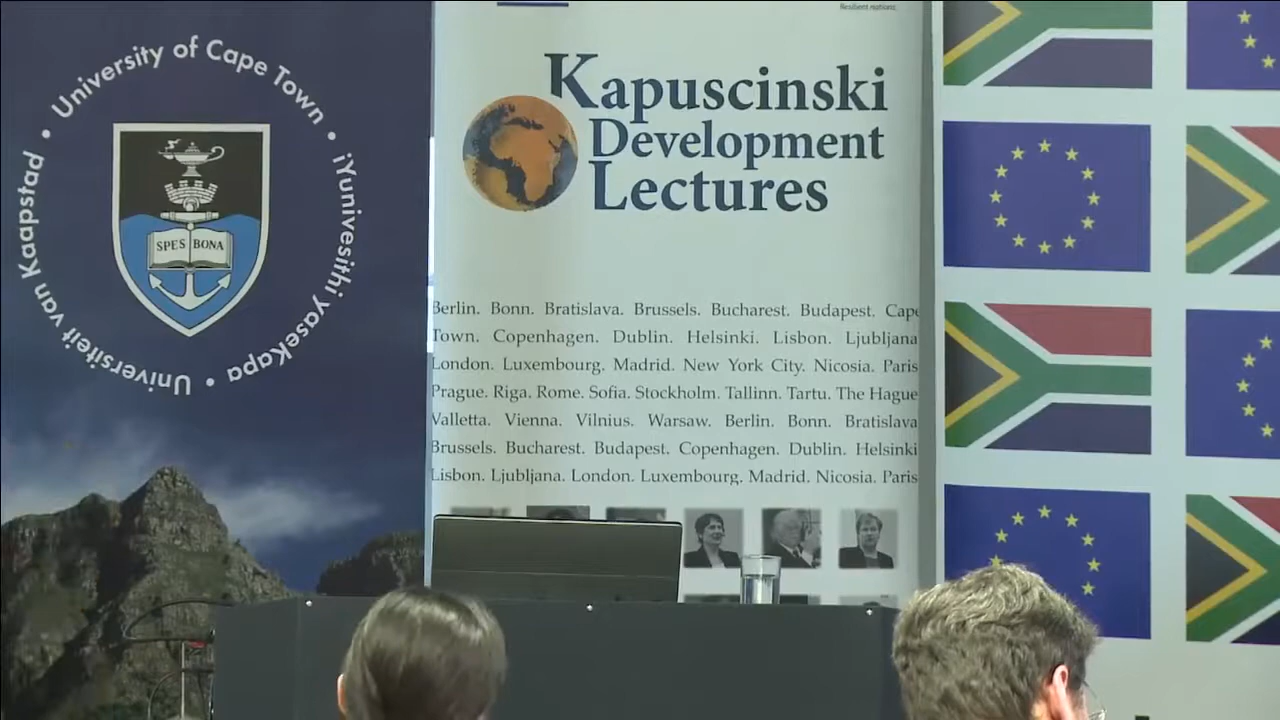 Resilient nations.
University of Cape Town • iYunivesithi yaseKapa • Universiteit van Kaapstad •
SPES BONA
Kapuscinski
Development
Lectures
Berlin. Bonn. Bratislava. Brussels. Bucharest. Budapest. Cape
Town. Copenhagen. Dublin. Helsinki. Lisbon. Ljubljana
London. Luxembourg. Madrid. New York City. Nicosia. Paris
Prague. Riga. Rome. Sofia. Stockholm. Tallinn. Tartu. The Hague
Valletta. Vienna. Vilnius. Warsaw. Berlin. Bonn. Bratislava
Brussels. Bucharest. Budapest. Copenhagen. Dublin. Helsinki
Lisbon. Ljubljana. London. Luxembourg. Madrid. Nicosia. Paris